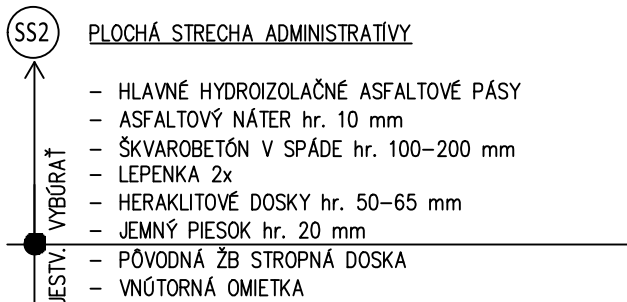 SS2 PLOCHÁ STRECHA ADMINISTRATÍVY
– HLAVNÉ HYDROIZOLAČNÉ ASFALTOVÉ PÁSY
– ASFALTOVÝ NÁTER hr. 10 mm
– ŠKVAROBETÓN V SPÁDE hr. 100–200 mm
– LEPENKA 2x
– HERAKLITOVÉ DOSKY hr. 50–65 mm
– JEMNÝ PIESOK hr. 20 mm
– PÔVODNÁ ŽB STROPNÁ DOSKA
– VNÚTORNÁ OMIETKA
VYBÚRAŤ
JESTV.